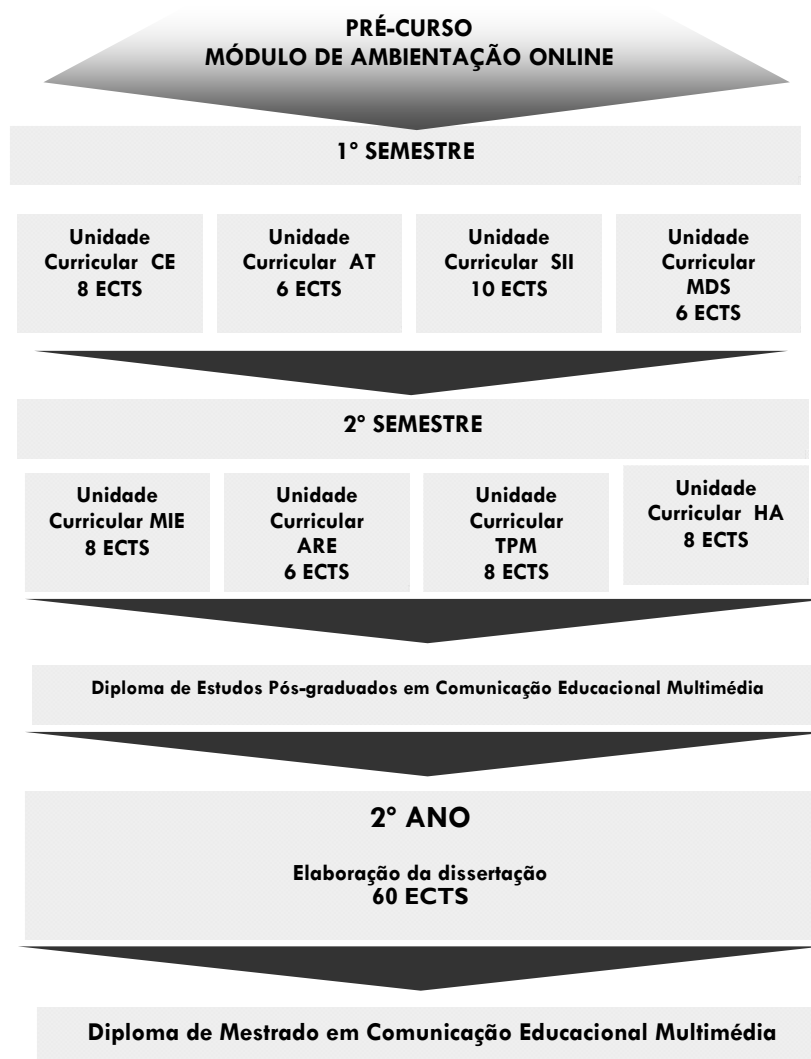 PRÉ-CURSO
MÓDULO DE AMBIENTAÇÃO ONLINE
1º SEMESTRE
Unidade
Curricular CE
8 ECTS
Unidade
Curricular AT
6 ECTS
Unidade
Curricular SII
10 ECTS
Unidade
Curricular
MDS
6 ECTS
2º SEMESTRE
Unidade
Curricular MIE
8 ECTS
Unidade
Curricular
ARE
6 ECTS
Unidade
Curricular
TPM
8 ECTS
Unidade
Curricular HA
8 ECTS
Diploma de Estudos Pós-graduados em Comunicação Educacional Multimédia
2º ANO
Elaboração da dissertação
60 ECTS
Diploma de Mestrado em Comunicação Educacional Multimédia